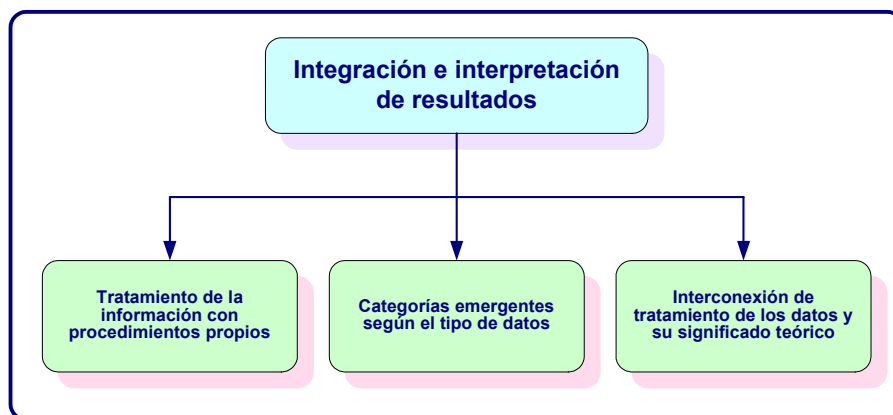 Integración e interpretación
de resultados
Tratamiento de la
información con
procedimientos propios
Categorías emergentes
según el tipo de datos
Interconexión de
tratamiento de los datos y
su significado teórico